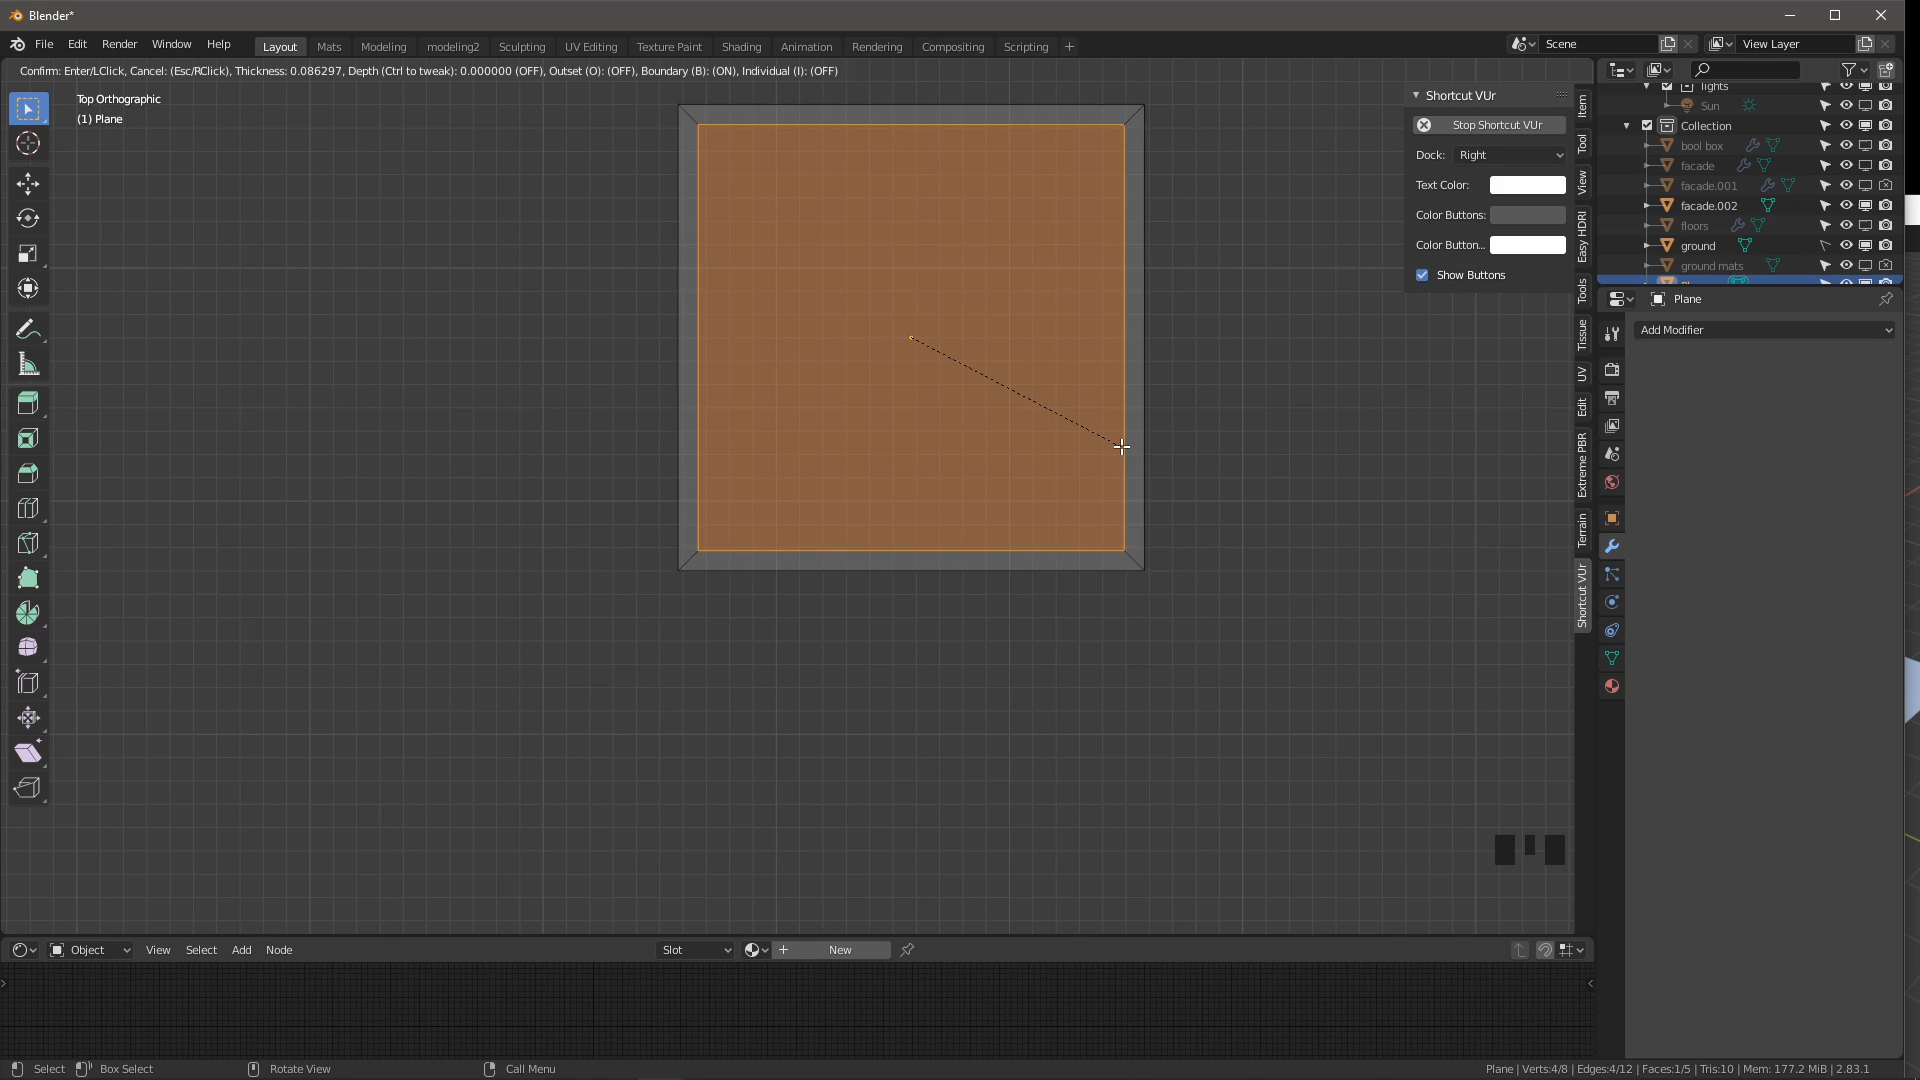 Blender*
File Edit Render Window Help Layout Mats Modeling modeling2 Sculpting UV Editing Texture Paint Shading Animation Rendering Compositing Scripting + Scene View Layer
Confirm: Enter/LClick, Cancel: (Esc/RClick), Thickness: 0.086297, Depth (Ctrl to tweak): 0.000000 (OFF), Outset (O): (OFF), Boundary (B): (ON), Individual (I): (OFF)
Top Orthographic
(1) Plane
Shortcut VUr
Stop Shortcut VUr
Dock: Right
Text Color:
Color Buttons:
Color Button...
Show Buttons
Item
Tool
View
Easy HDRI
Tools
Tissue
UV
Edit
Extreme PBR
Terrain
Shortcut VUr
lights
Sun
Collection
bool box
facade
facade.001
facade.002
floors
ground
ground mats
Plane
Add Modifier
Object View Select Add Node Slot New
Select Box Select Rotate View Call Menu Plane | Verts:4/8 | Edges:4/12 | Faces:1/5 | Tris:10 | Mem: 177.2 MiB | 2.83.1